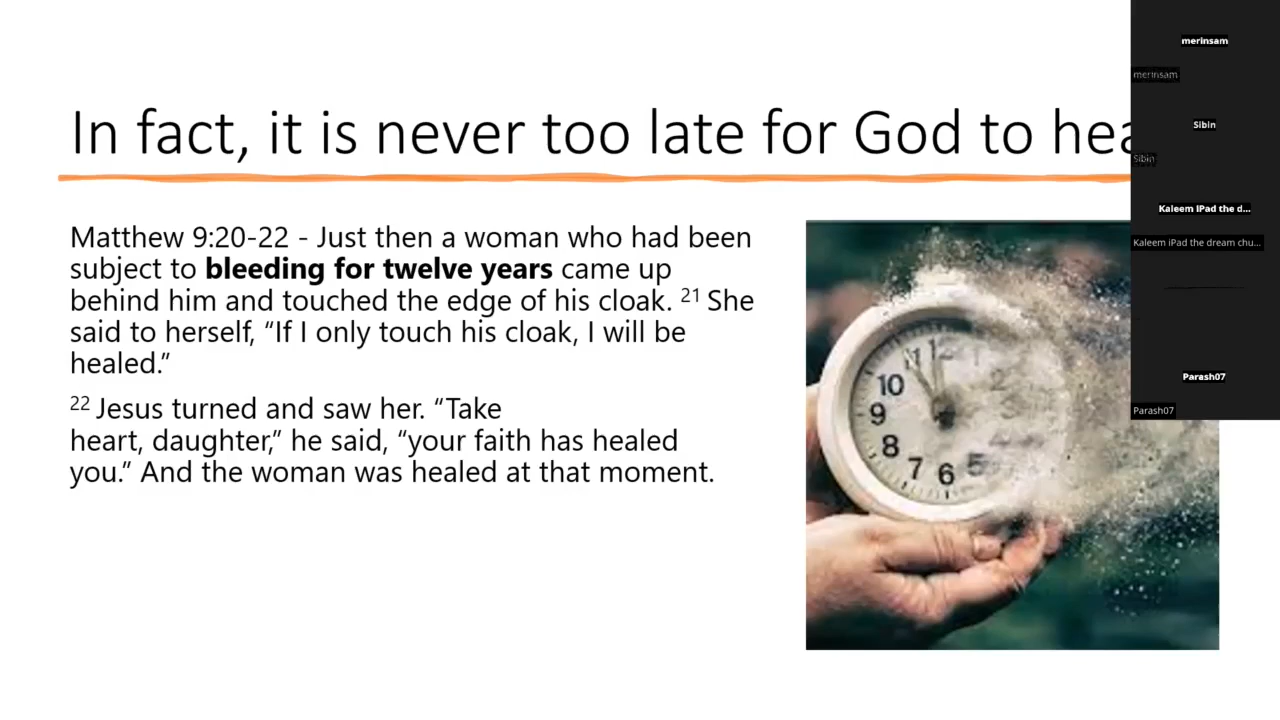 In fact, it is never too late for God to
Matthew 9:20-22 - Just then a woman who had been
subject to bleeding for twelve years came up
behind him and touched the edge of his cloak. 21 She
said to herself, “If I only touch his cloak, I will be
healed.”
22 Jesus turned and saw her. “Take
heart, daughter,” he said, “your faith has healed
you.” And the woman was healed at that moment.
11 12
10
9
8
7
6
5
merinsam
merinsam
Sibin
Sibin
Kaleem IPad the d...
Kaleem iPad the dream chu...
Parash07
Parash07